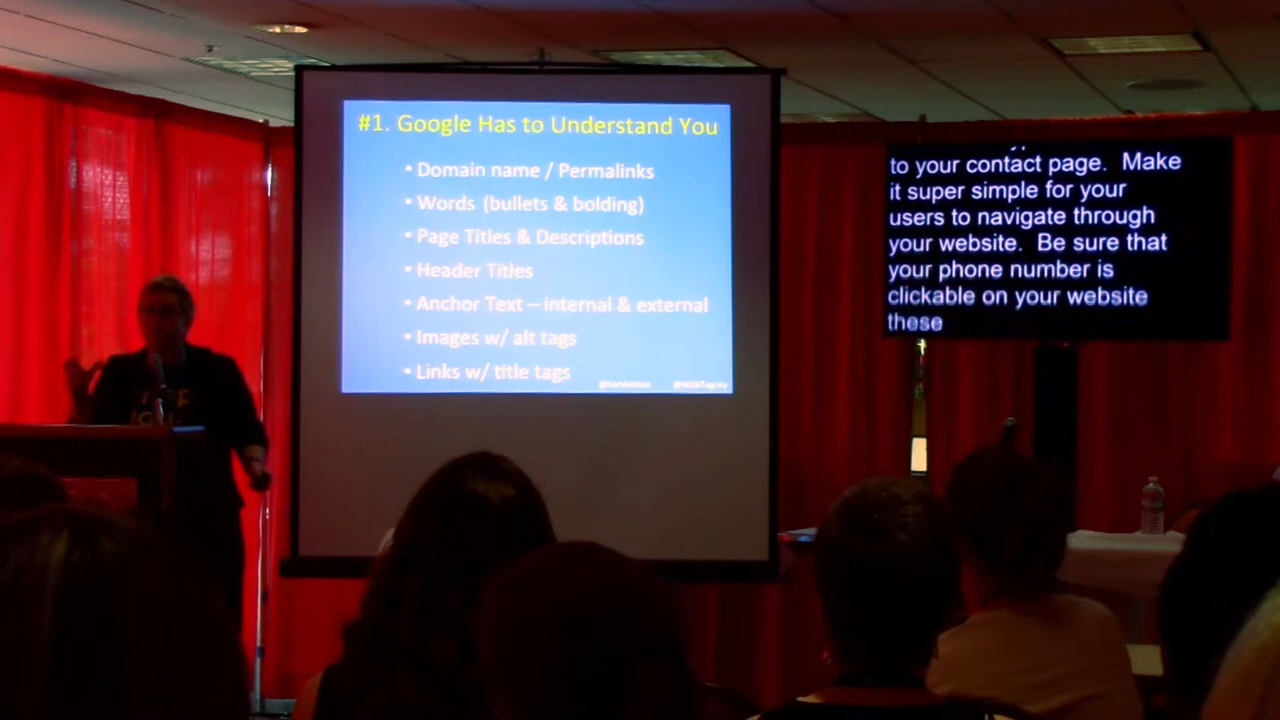 #1. Google Has to Understand You
• Domain name / Permalinks
• Words (bullets & bolding)
• Page Titles & Descriptions
• Header Titles
• Anchor Text – internal & external
• Images w/ alt tags
• Links w/ title tags
to your contact page. Make
it super simple for your
users to navigate through
your website. Be sure that
your phone number is
clickable on your website
these